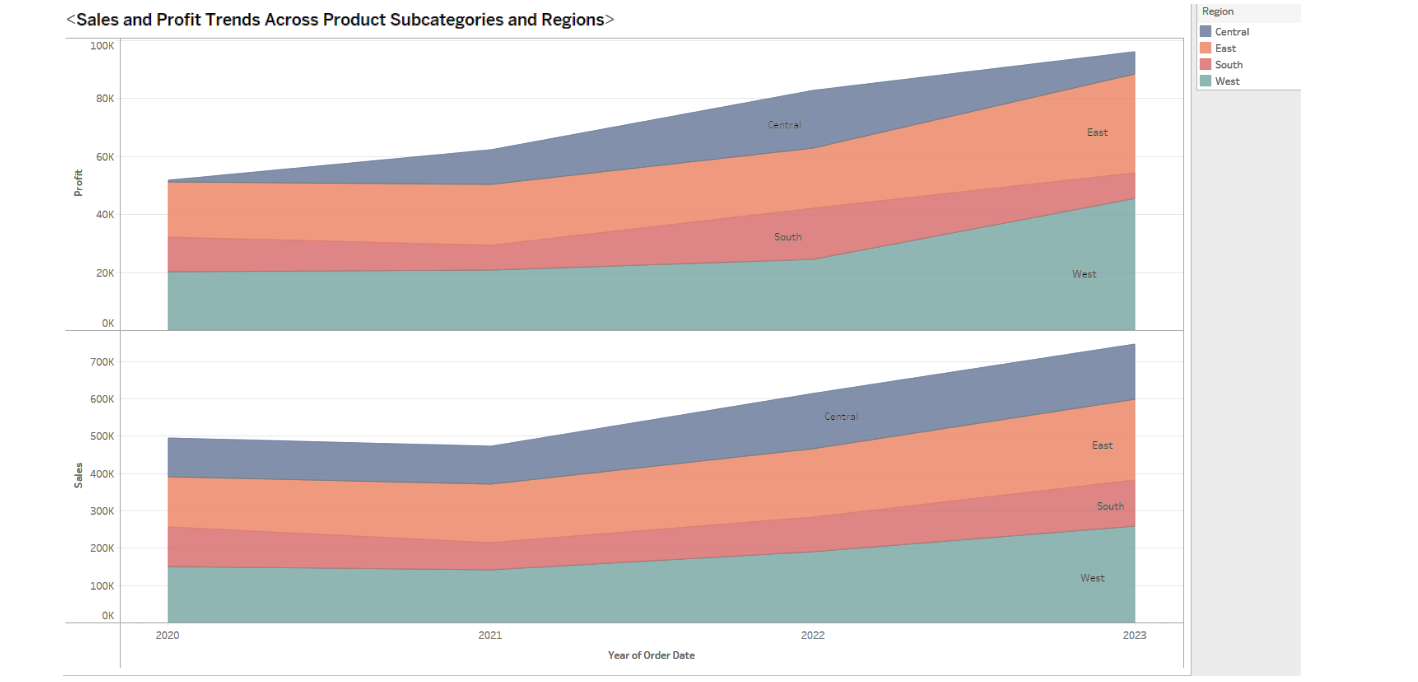 <Sales and Profit Trends Across Product Subcategories and Regions>
Region
Central
East
South
West
Profit
100K
80K
60K
40K
20K
0K
Central
East
South
West
Sales
700K
600K
500K
400K
300K
200K
100K
0K
Central
East
South
West
2020
2021
2022
2023
Year of Order Date